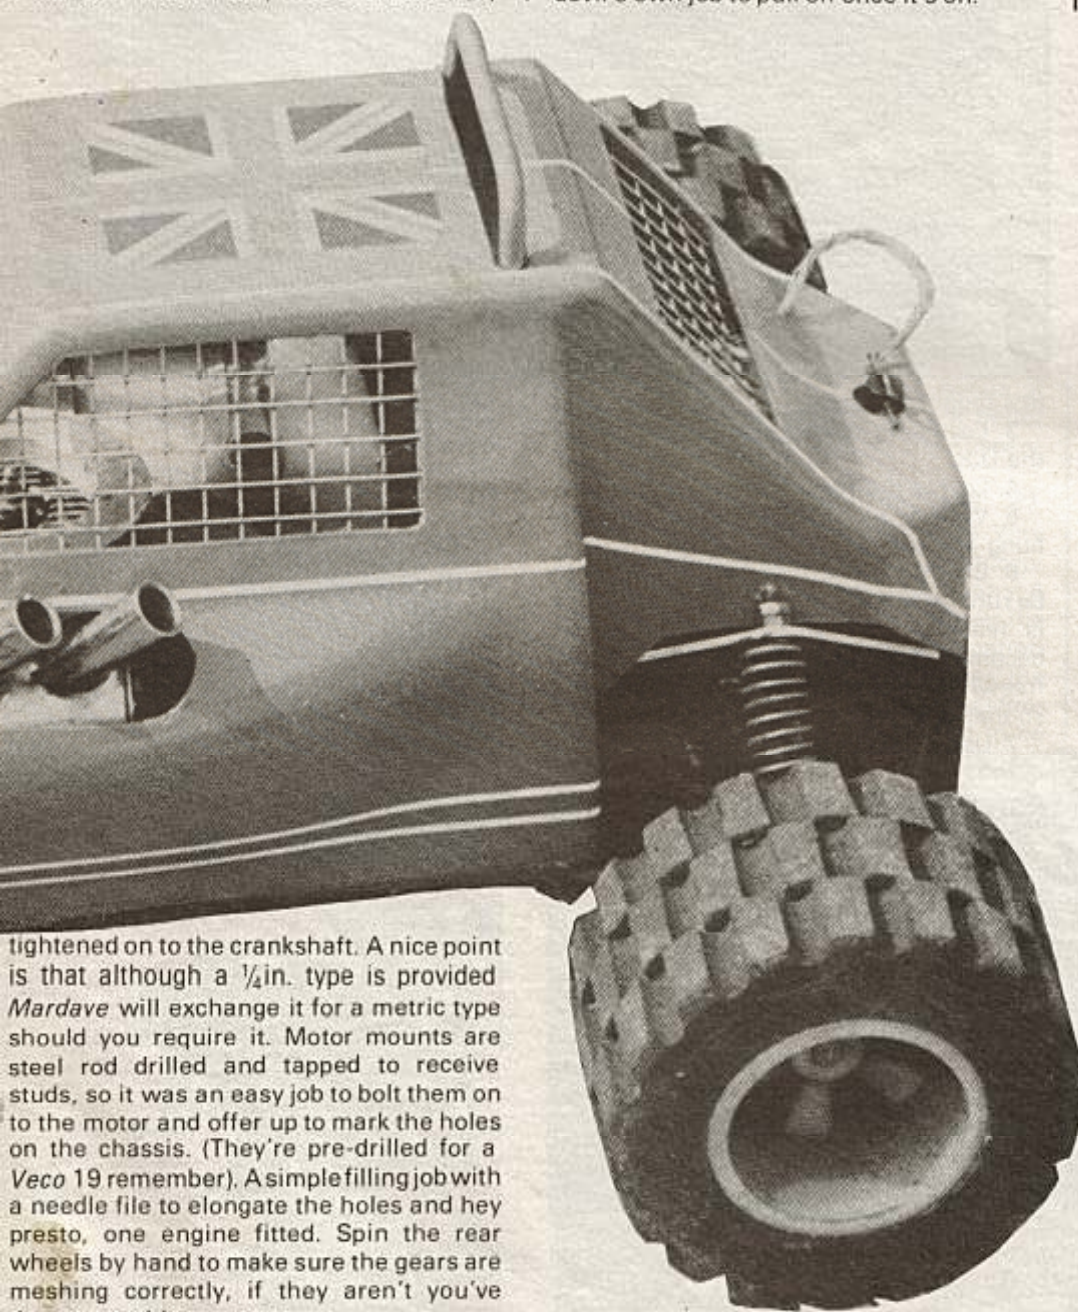 tightened on to the crankshaft. A nice point
is that although a ¼in. type is provided
Mardave will exchange it for a metric type
should you require it. Motor mounts are
steel rod drilled and tapped to receive
studs, so it was an easy job to bolt them on
to the motor and offer up to mark the holes
on the chassis. (They're pre-drilled for a
Veco 19 remember). A simple filling job with
a needle file to elongate the holes and hey
presto, one engine fitted. Spin the rear
wheels by hand to make sure the gears are
meshing correctly, if they aren't you've